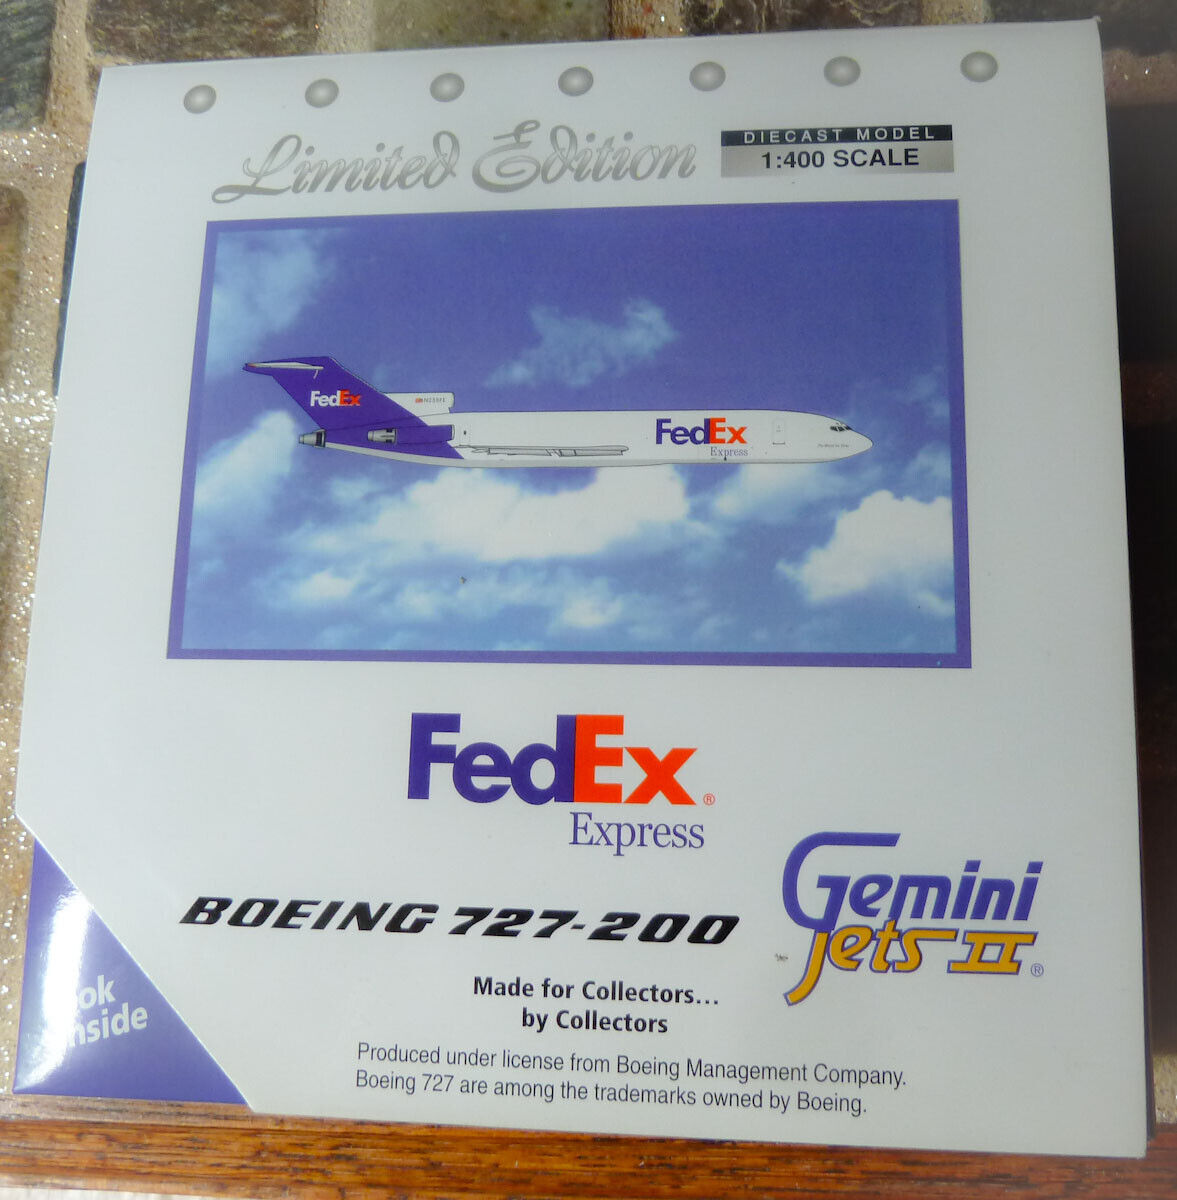 Limited Edition
DIECAST MODEL
1:400 SCALE
FedEx
FedEx
Express
FedEx®
Express
Gemini
Jets II®
BOEING 727-200
Made for Collectors...
by Collectors
Produced under license from Boeing Management Company.
Boeing 727 are among the trademarks owned by Boeing.